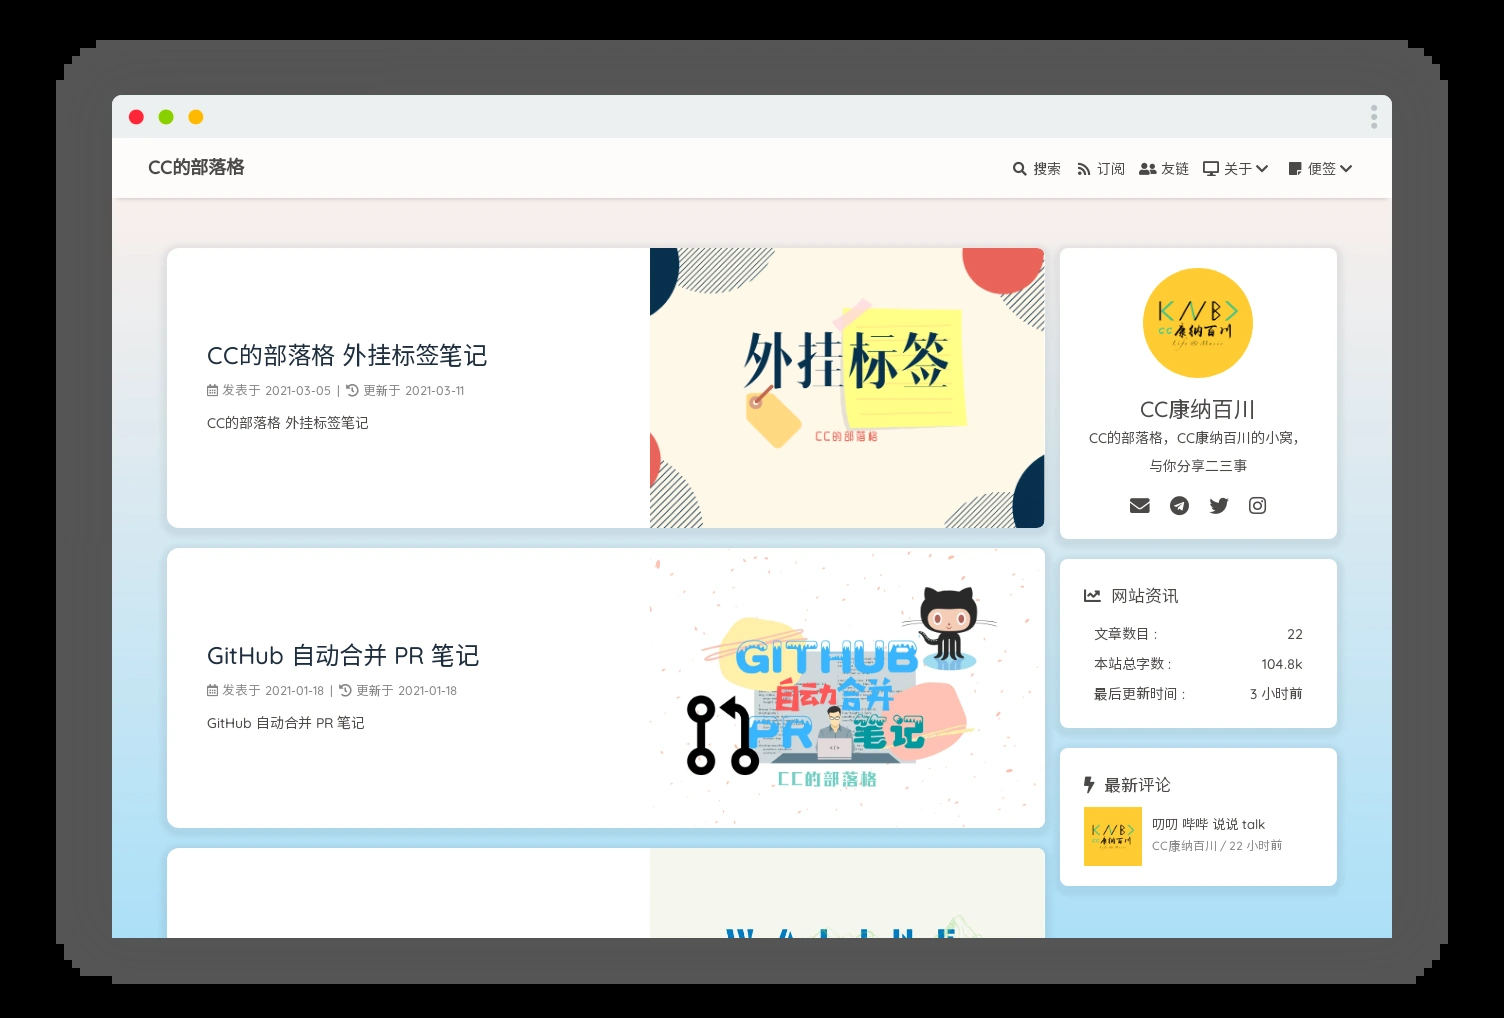 CC的部落格
搜索 订阅 友链 关于 便签
CC的部落格 外挂标签笔记
发表于 2021-03-05 | 更新于 2021-03-11
CC的部落格 外挂标签笔记
外挂标签
CC的部落格
GitHub 自动合并 PR 笔记
发表于 2021-01-18 | 更新于 2021-01-18
GitHub 自动合并 PR 笔记
GITHUB
自动合并
PR 笔记
CC的部落格
KNB
CC康纳百川
Life & Music
CC康纳百川
CC的部落格，CC康纳百川的小窝，
与你分享二三事
网站资讯
文章数目 : 22
本站总字数 : 104.8k
最后更新时间 : 3 小时前
最新评论
叨叨 哔哔 说说 talk
CC康纳百川 / 22 小时前